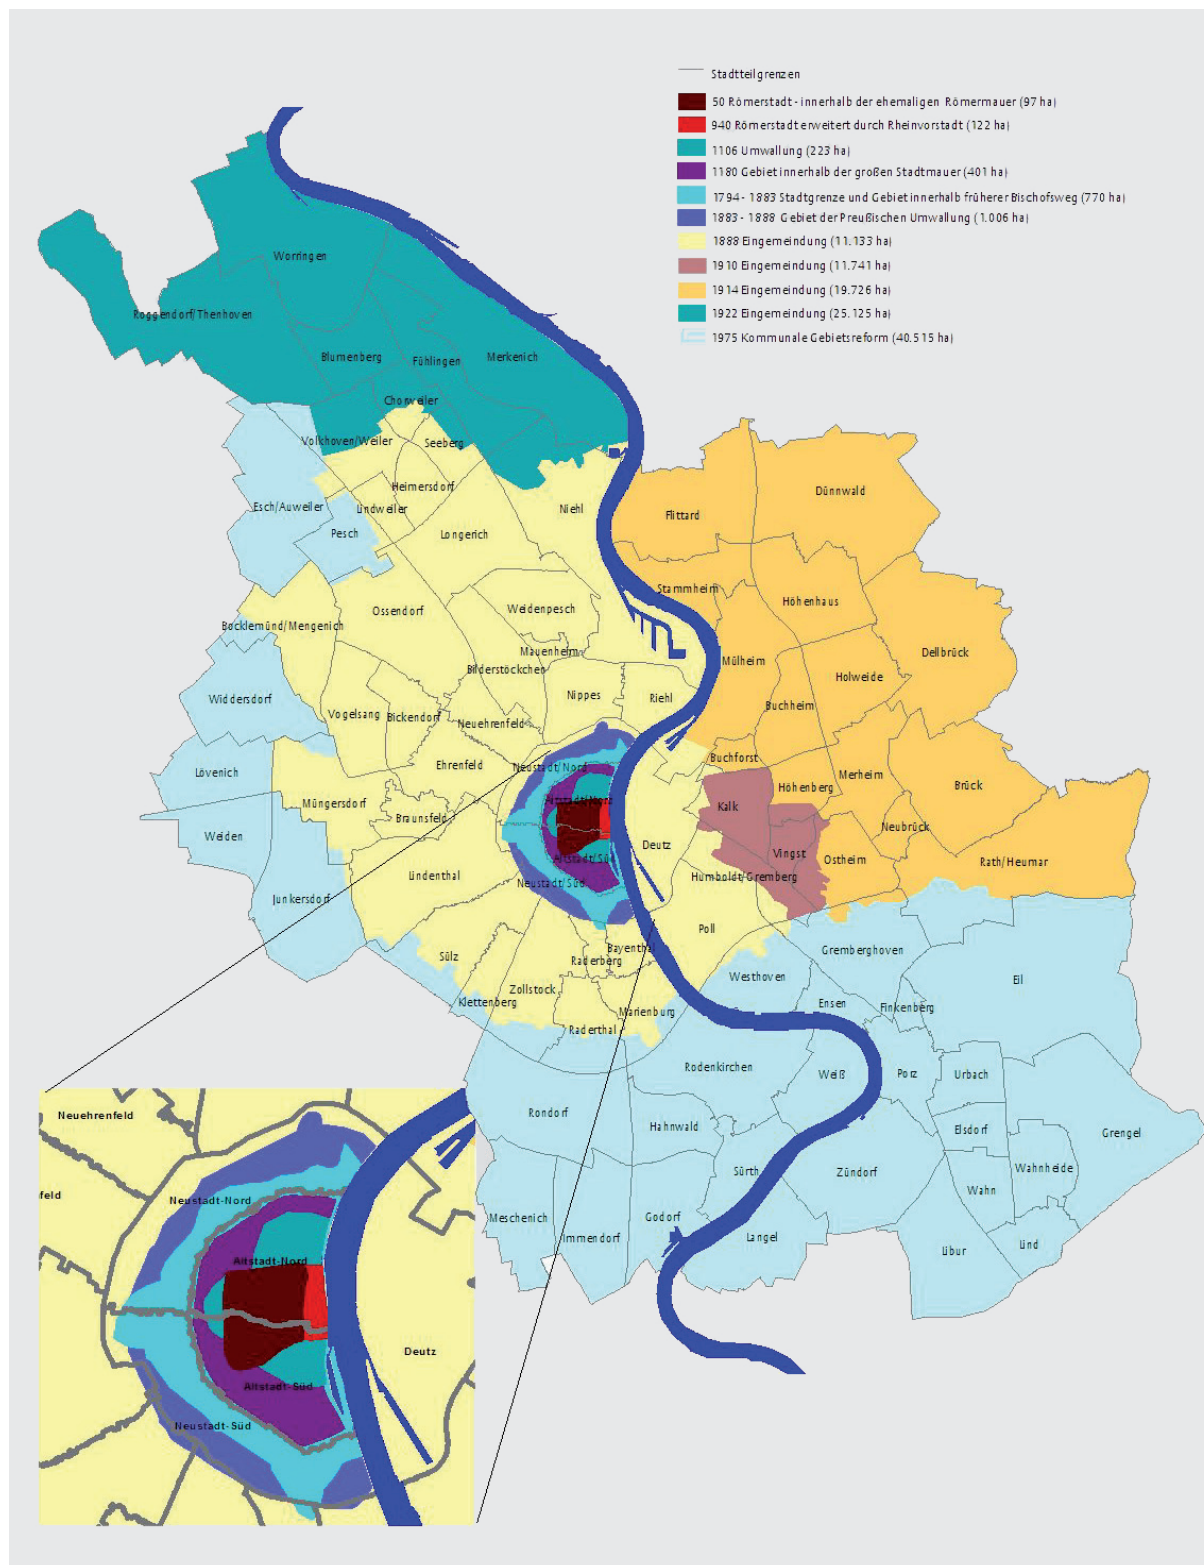 Stadtteilgrenzen
50 Römerstadt - innerhalb der ehemaligen Römermauer (97 ha)
940 Römerstadt erweitert durch Rheinvorstadt (122 ha)
1106 Umwallung (223 ha)
1180 Gebiet innerhalb der großen Stadtmauer (401 ha)
1794 - 1883 Stadtgrenze und Gebiet innerhalb früherer Bischofsweg (770 ha)
1883 - 1888 Gebiet der Preußischen Umwallung (1.006 ha)
1888 Eingemeindung (11.133 ha)
1910 Eingemeindung (11.741 ha)
1914 Eingemeindung (19.726 ha)
1922 Eingemeindung (25.125 ha)
1975 Kommunale Gebietsreform (40.515 ha)
Worringen
Roggendorf/Thenhoven
Blumenberg
Fühlingen
Merkenich
Chorweiler
Volkhoven/Weiler
Seeberg
Heimersdorf
Esch/Auweiler
Lindweiler
Pesch
Niehl
Longerich
Flittard
Dünnwald
Stammheim
Höhenhaus
Ossendorf
Weidenpesch
Bocklemünd/Mengenich
Mauenheim
Bilderstöckchen
Mülheim
Dellbrück
Holweide
Widdersdorf
Nippes
Riehl
Buchheim
Vogelsang
Bickendorf
Neuehrenfeld
Ehrenfeld
Neustadt/Nord
Buchforst
Lövenich
Merheim
Höhenberg
Brück
Müngersdorf
Braunsfeld
Altstadt/Nord
Kalk
Neubrück
Weiden
Deutz
Vingst
Ostheim
Rath/Heumar
Altstadt/Süd
Lindenthal
Neustadt/Süd
Humboldt/Gremberg
Junkersdorf
Poll
Sülz
Bayenthal
Raderberg
Gremberghoven
Westhoven
Eil
Zollstock
Klettenberg
Marienburg
Ensen
Finkenberg
Raderthal
Rodenkirchen
Weiß
Porz
Urbach
Rondorf
Hahnwald
Elsdorf
Grengel
Sürth
Zündorf
Wahnheide
Wahn
Meschenich
Immendorf
Godorf
Langel
Libur
Lind
Neuehrenfeld
feld
Neustadt-Nord
Altstadt-Nord
Deutz
Altstadt-Süd
Neustadt-Süd